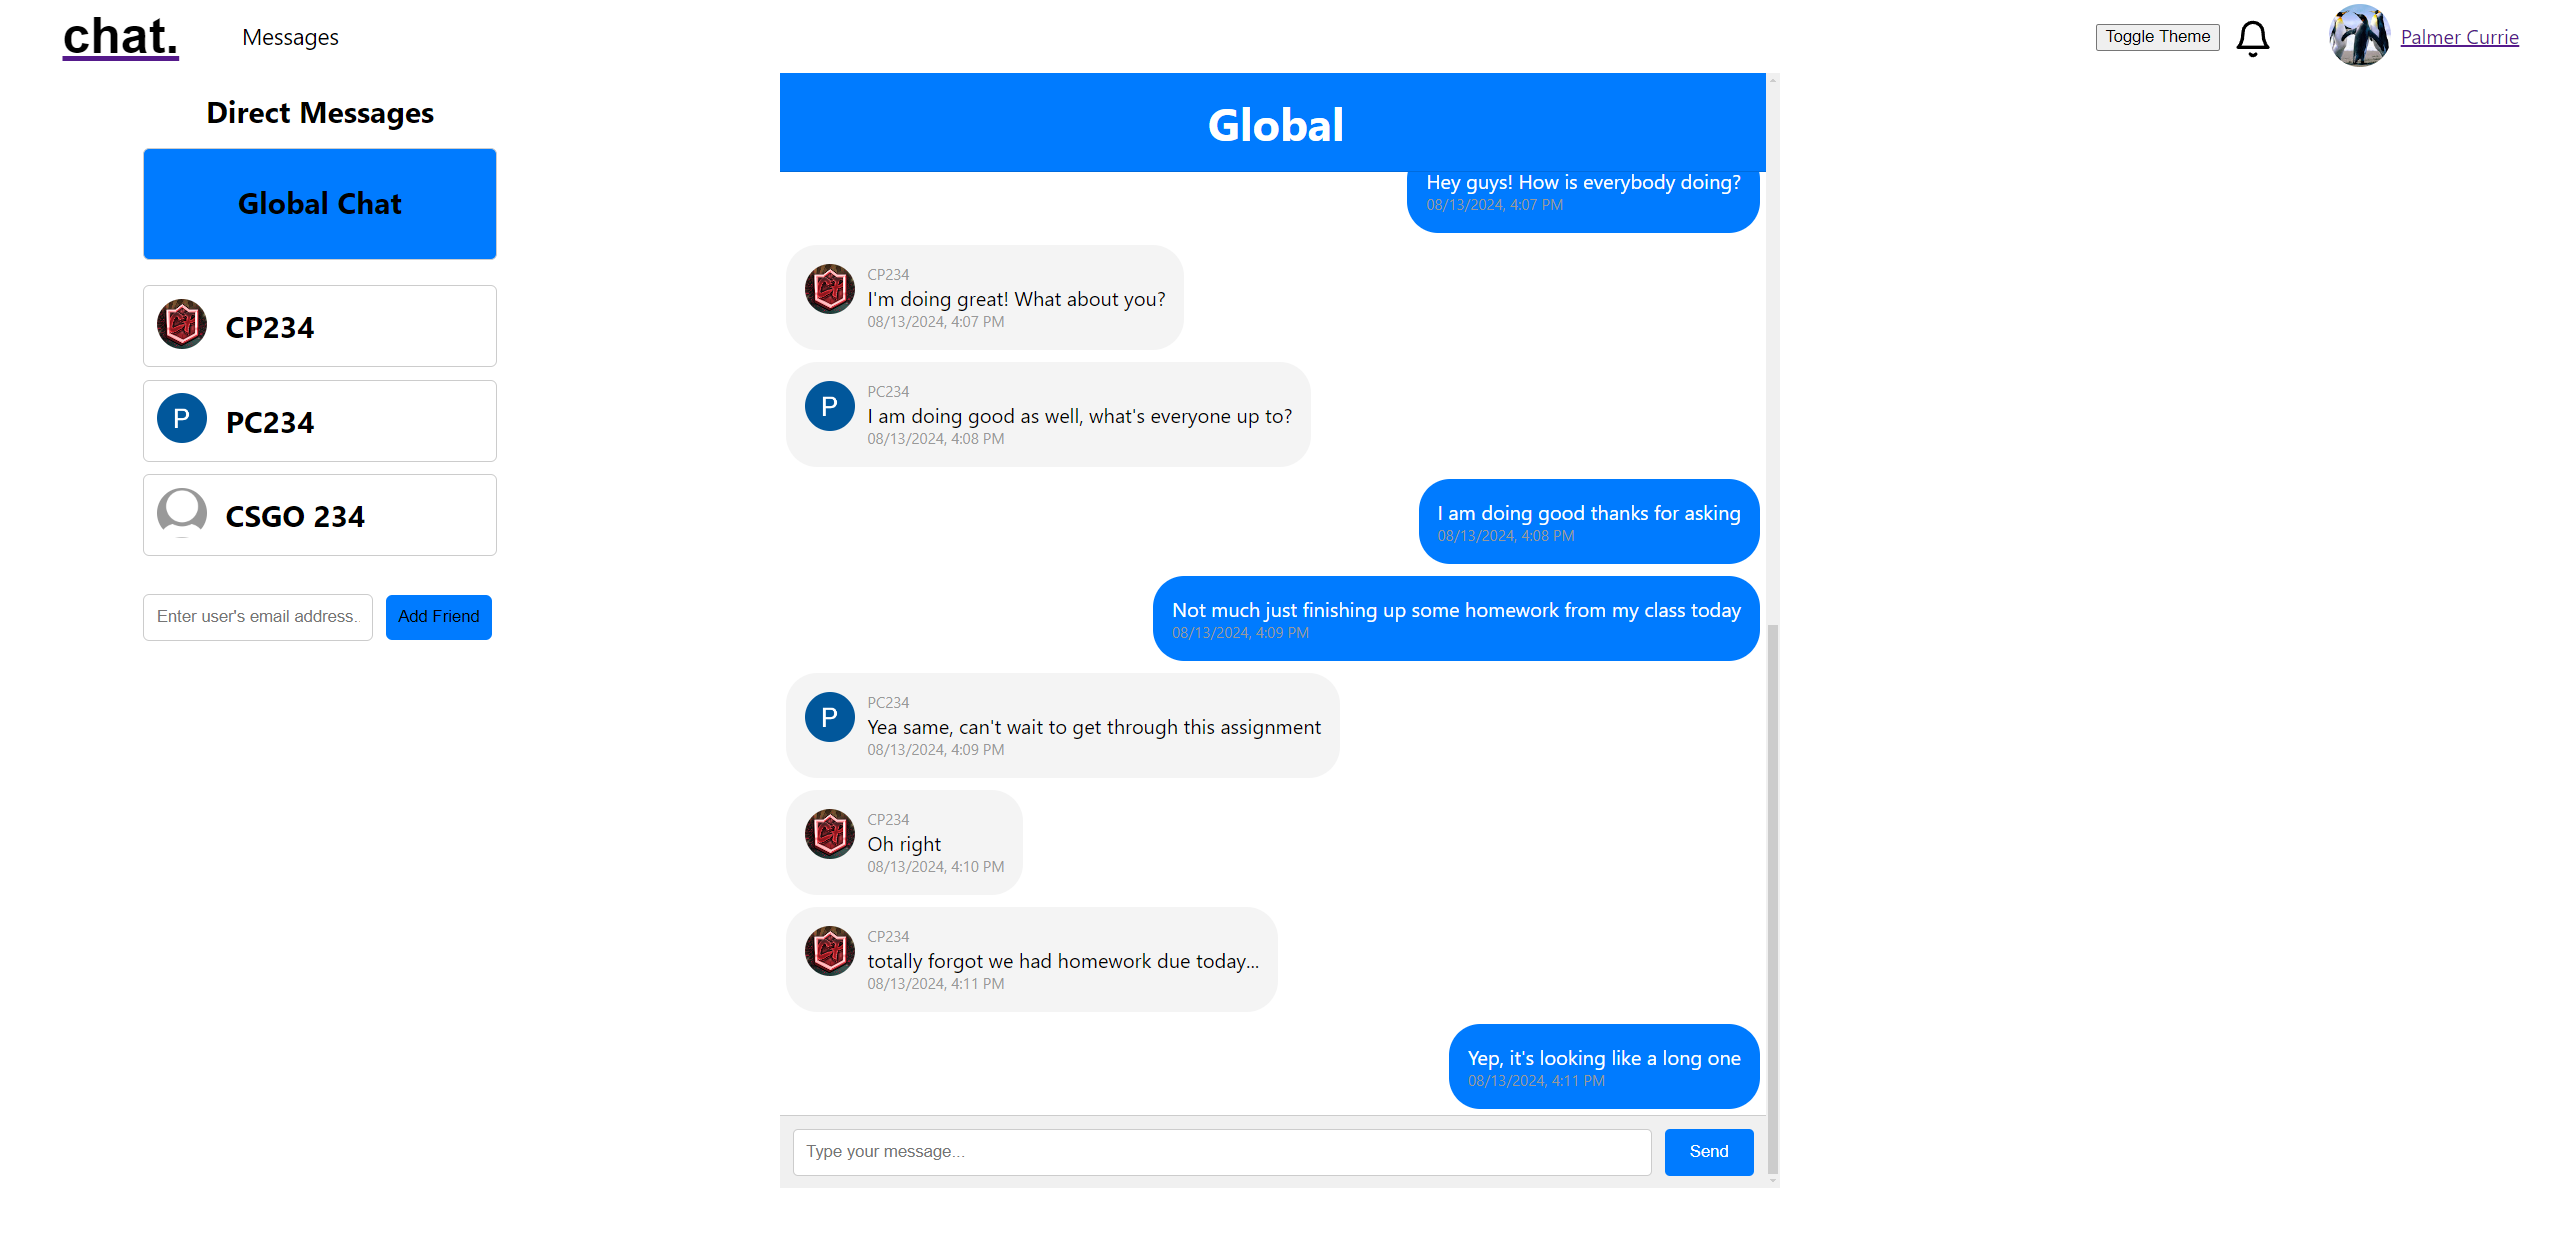 chat.
Messages
Toggle Theme
Palmer Currie
Direct Messages
Global Chat
CP234
P
PC234
CSGO 234
Enter user's email address.
Add Friend
Global
Hey guys! How is everybody doing?
08/13/2024, 4:07 PM
CP234
I'm doing great! What about you?
08/13/2024, 4:07 PM
P
PC234
I am doing good as well, what's everyone up to?
08/13/2024, 4:08 PM
I am doing good thanks for asking
08/13/2024, 4:08 PM
Not much just finishing up some homework from my class today
08/13/2024, 4:09 PM
P
PC234
Yea same, can't wait to get through this assignment
08/13/2024, 4:09 PM
CP234
Oh right
08/13/2024, 4:10 PM
CP234
totally forgot we had homework due today...
08/13/2024, 4:11 PM
Yep, it's looking like a long one
08/13/2024, 4:11 PM
Type your message...
Send